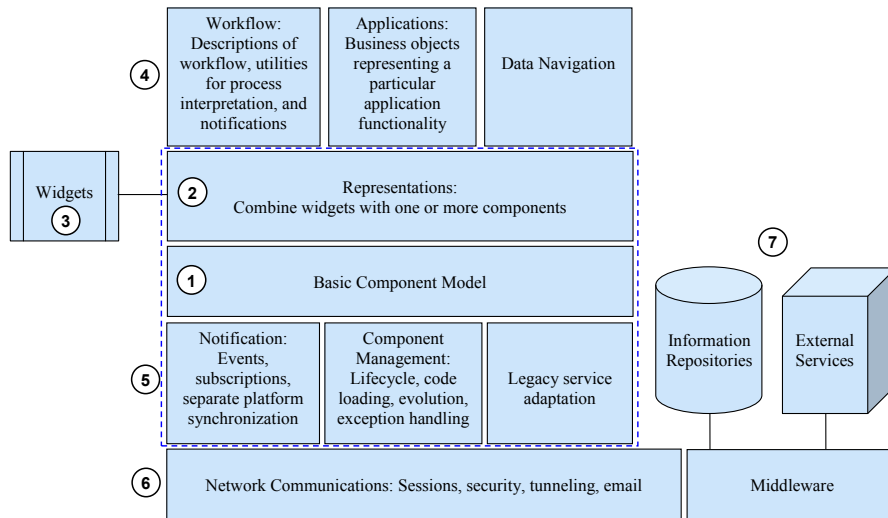 4
Workflow:
Descriptions of
workflow, utilities
for process
interpretation, and
notifications
Applications:
Business objects
representing a
particular
application
functionality
Data Navigation
Widgets
3
2
Representations:
Combine widgets with one or more components
1
Basic Component Model
7
Information
Repositories
External
Services
5
Notification:
Events,
subscriptions,
separate platform
synchronization
Component
Management:
Lifecycle, code
loading, evolution,
exception handling
Legacy service
adaptation
6
Network Communications: Sessions, security, tunneling, email
Middleware